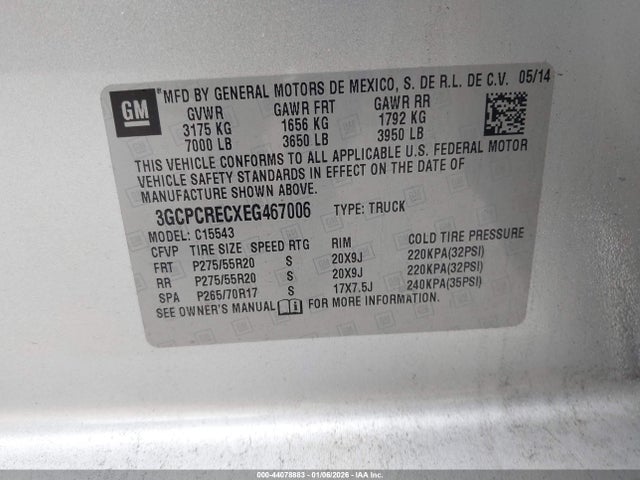 GM
"MFD BY GENERAL MOTORS DE MEXICO, S. DE R.L. DE C.V. 05/14
GVWR GAWR FRT GAWR RR
3175 KG 1656 KG 1792 KG
7000 LB 3650 LB 3950 LB
THIS VEHICLE CONFORMS TO ALL APPLICABLE U.S. FEDERAL MOTOR
VEHICLE SAFETY STANDARDS IN EFFECT ON THE DATE OF
MANUFACTURE SHOWN ABOVE.
3GCPCRECXEG467006 TYPE: TRUCK
MODEL: C15543
CFVP TIRE SIZE SPEED RTG RIM COLD TIRE PRESSURE
FRT P275/55R20 S 20X9J 220KPA(32PSI)
RR P275/55R20 S 20X9J 220KPA(32PSI)
SPA P265/70R17 S 17X7.5J 240KPA(35PSI)
SEE OWNER'S MANUAL FOR MORE INFORMATION.
000-44078883 - 01/06/2026 - Copart/IAAI